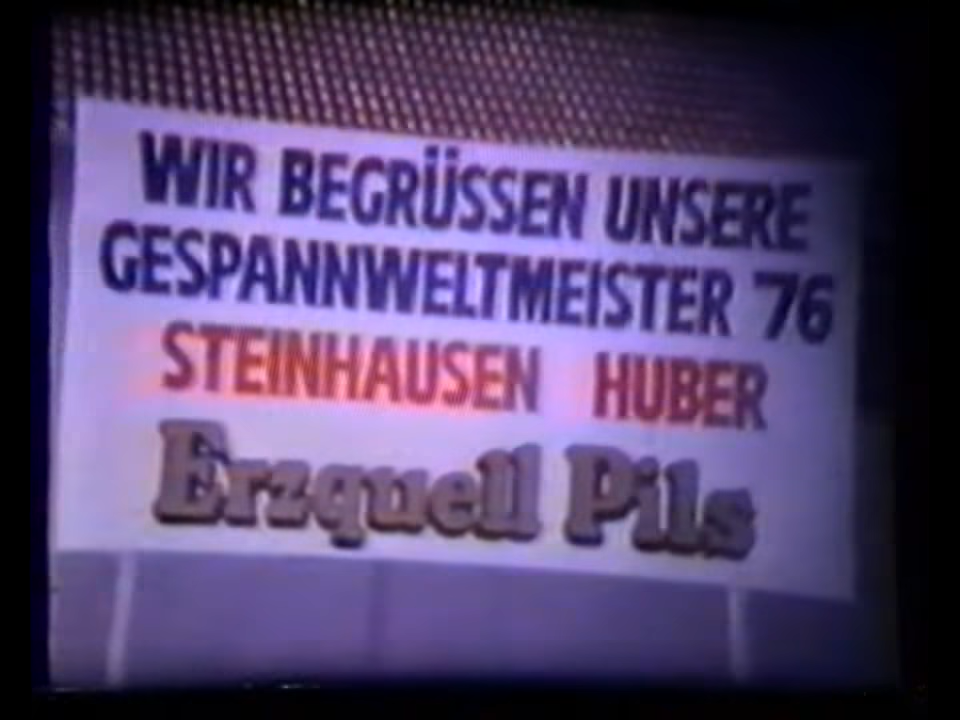 WIR BEGRÜSSEN UNSERE
GESPANNWELTMEISTER '76
STEINHAUSEN HUBER
Erzquell Pils